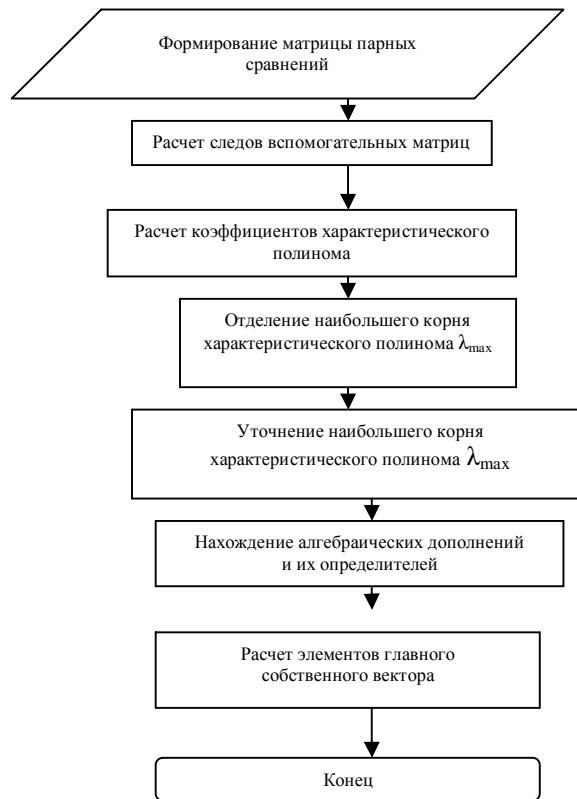 Формирование матрицы парных
сравнений
Расчет следов вспомогательных матриц
Расчет коэффициентов характеристического
полинома
Отделение наибольшего корня
характеристического полинома λmax
Уточнение наибольшего корня
характеристического полинома λmax
Нахождение алгебраических дополнений
и их определителей
Расчет элементов главного
собственного вектора
Конец